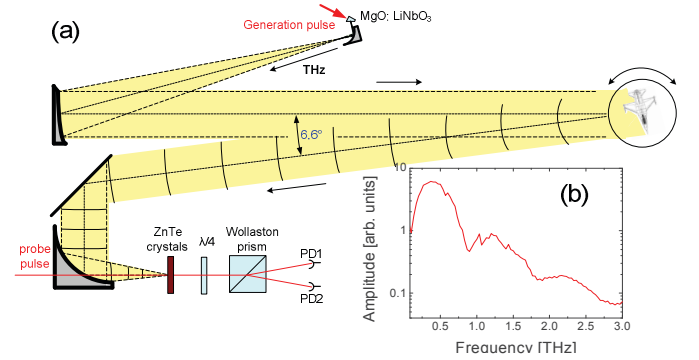 (a)
Generation pulse
MgO; LiNbO₃
THz
6,6°
ZnTe
crystals
λ/4
Wollaston
prism
PD1
PD2
probe
pulse
(b)
Amplitude [arb. units]
10
1
0.1
0.5
1.0
1.5
2.0
2.5
3.0
Frequency [THz]